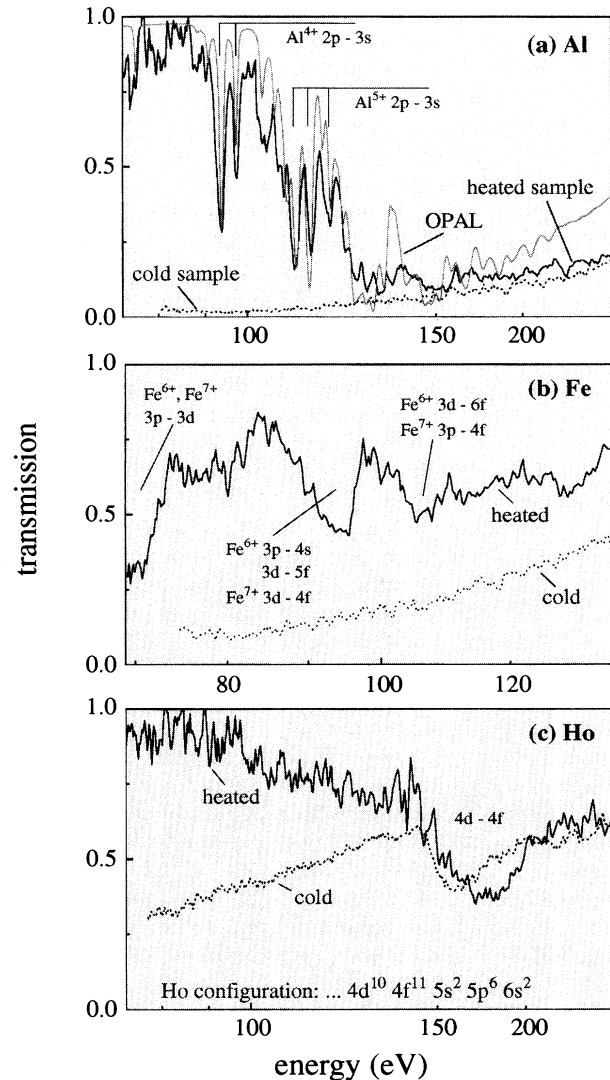 1.0
(a) Al
Al4+ 2p - 3s
Al5+ 2p - 3s
0.5
heated sample
OPAL
cold sample
0.0
100
150
200
1.0
(b) Fe
Fe6+, Fe7+
3p - 3d
Fe6+ 3d - 6f
Fe7+ 3p - 4f
0.5
heated
Fe6+ 3p - 4s
3d - 5f
Fe7+ 3d - 4f
cold
1.0
80
100
120
transmission
1.0
(c) Ho
heated
4d - 4f
0.5
cold
Ho configuration: ... 4d10 4f11 5s2 5p6 6s2
0.0
100
150
200
energy (eV)